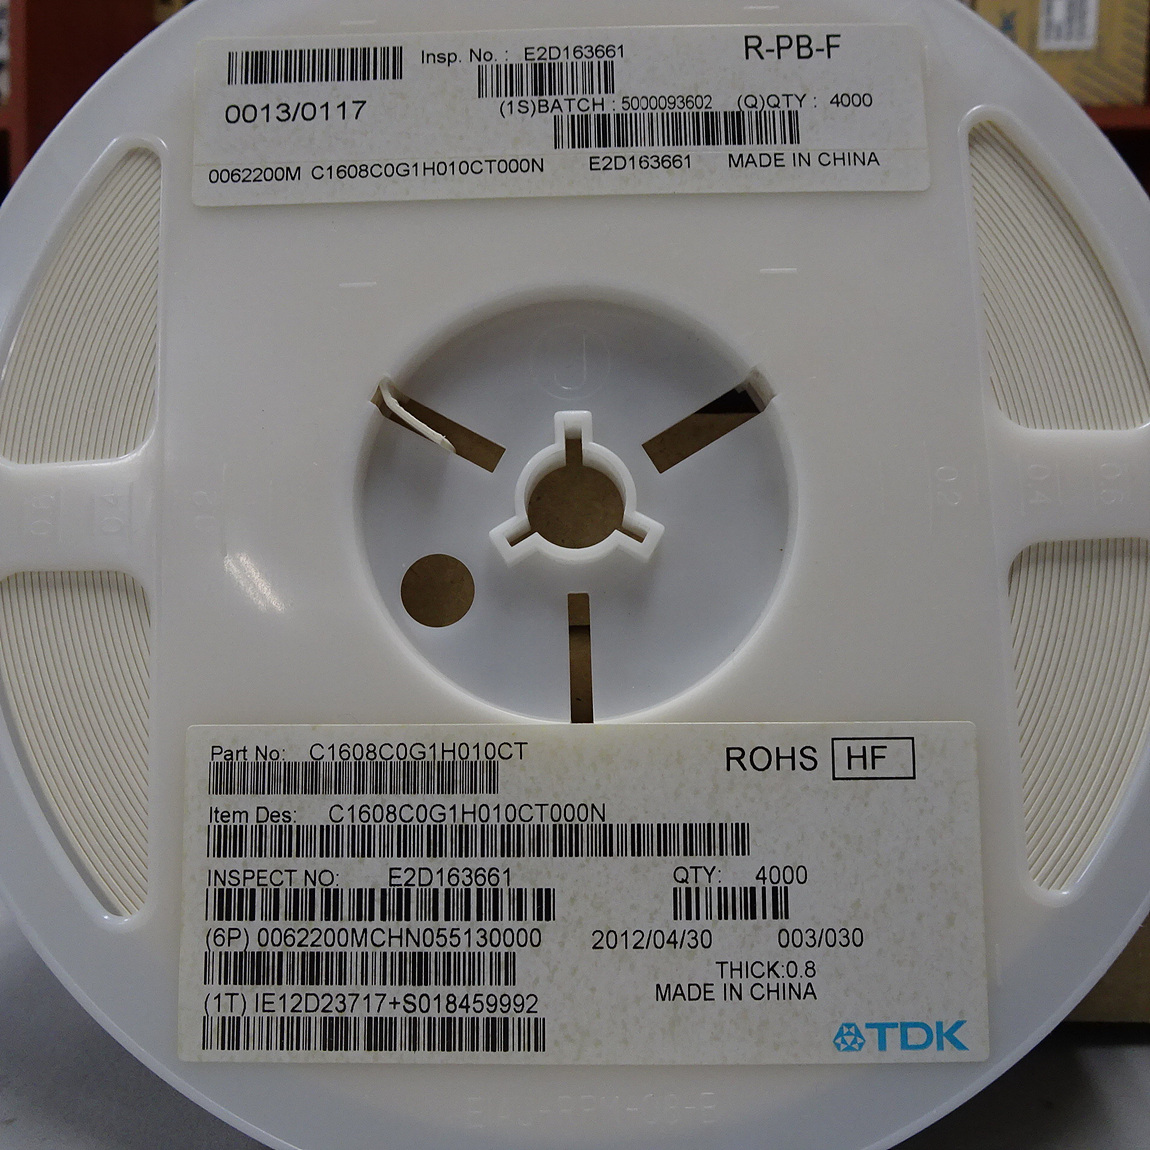 Insp. No. : E2D163661
R-PB-F
0013/0117
(1S)BATCH : 5000093602 (Q)QTY : 4000
0062200M C1608C0G1H010CT000N E2D163661 MADE IN CHINA
J
02
04
Part No: C1608C0G1H010CT
ROHS HF
Item Des: C1608C0G1H010CT000N
INSPECT NO: E2D163661
QTY: 4000
(6P) 0062200MCHN055130000
2012/04/30 003/030
THICK:0.8
(1T) IE12D23717+S018459992
MADE IN CHINA
TDK